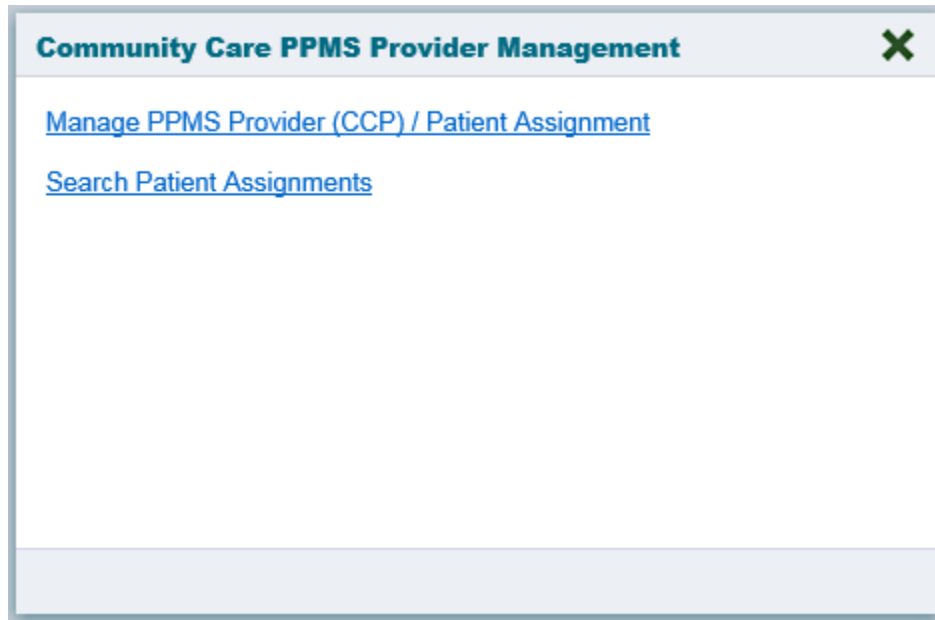 Community Care PPMS Provider Management
Manage PPMS Provider (CCP) / Patient Assignment
Search Patient Assignments